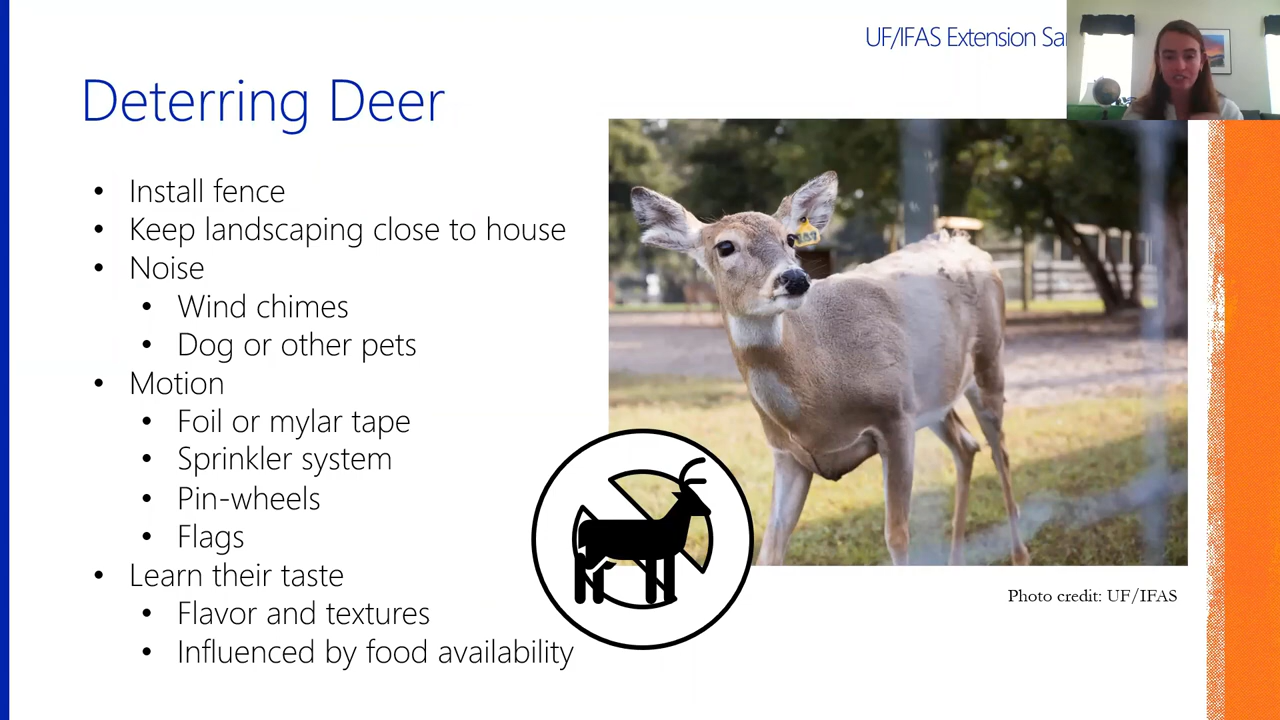 UF/IFAS Extension
Deterring Deer
• Install fence
• Keep landscaping close to house
• Noise
• Wind chimes
• Dog or other pets
• Motion
• Foil or mylar tape
• Sprinkler system
• Pin-wheels
• Flags
• Learn their taste
• Flavor and textures
• Influenced by food availability
Photo credit: UF/IFAS